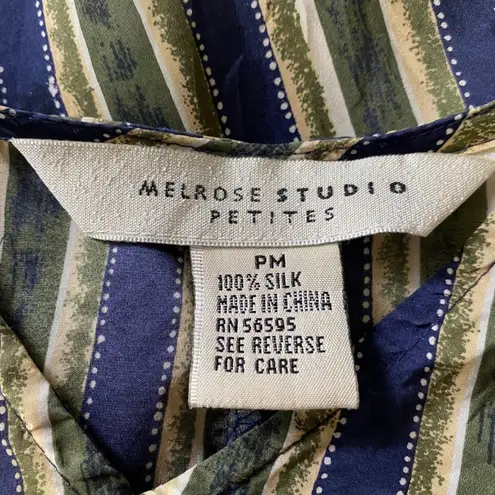 MELROSE STUDIO
PETITES
PM
100% SILK
MADE IN CHINA
RN 56595
SEE REVERSE
FOR CARE